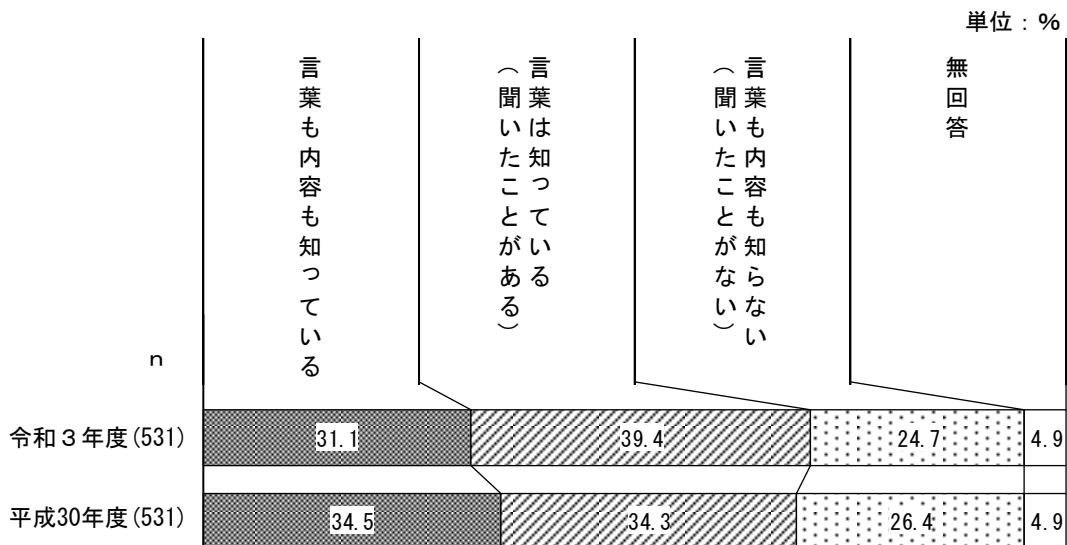 単位：％
言葉も内容も知っている
言葉は知っている
（聞いたことがある）
言葉も内容も知らない
（聞いたことがない）
無回答
ｎ
令和３年度(531)
31.1
39.4
24.7
4.9
平成30年度(531)
34.5
34.3
26.4
4.9